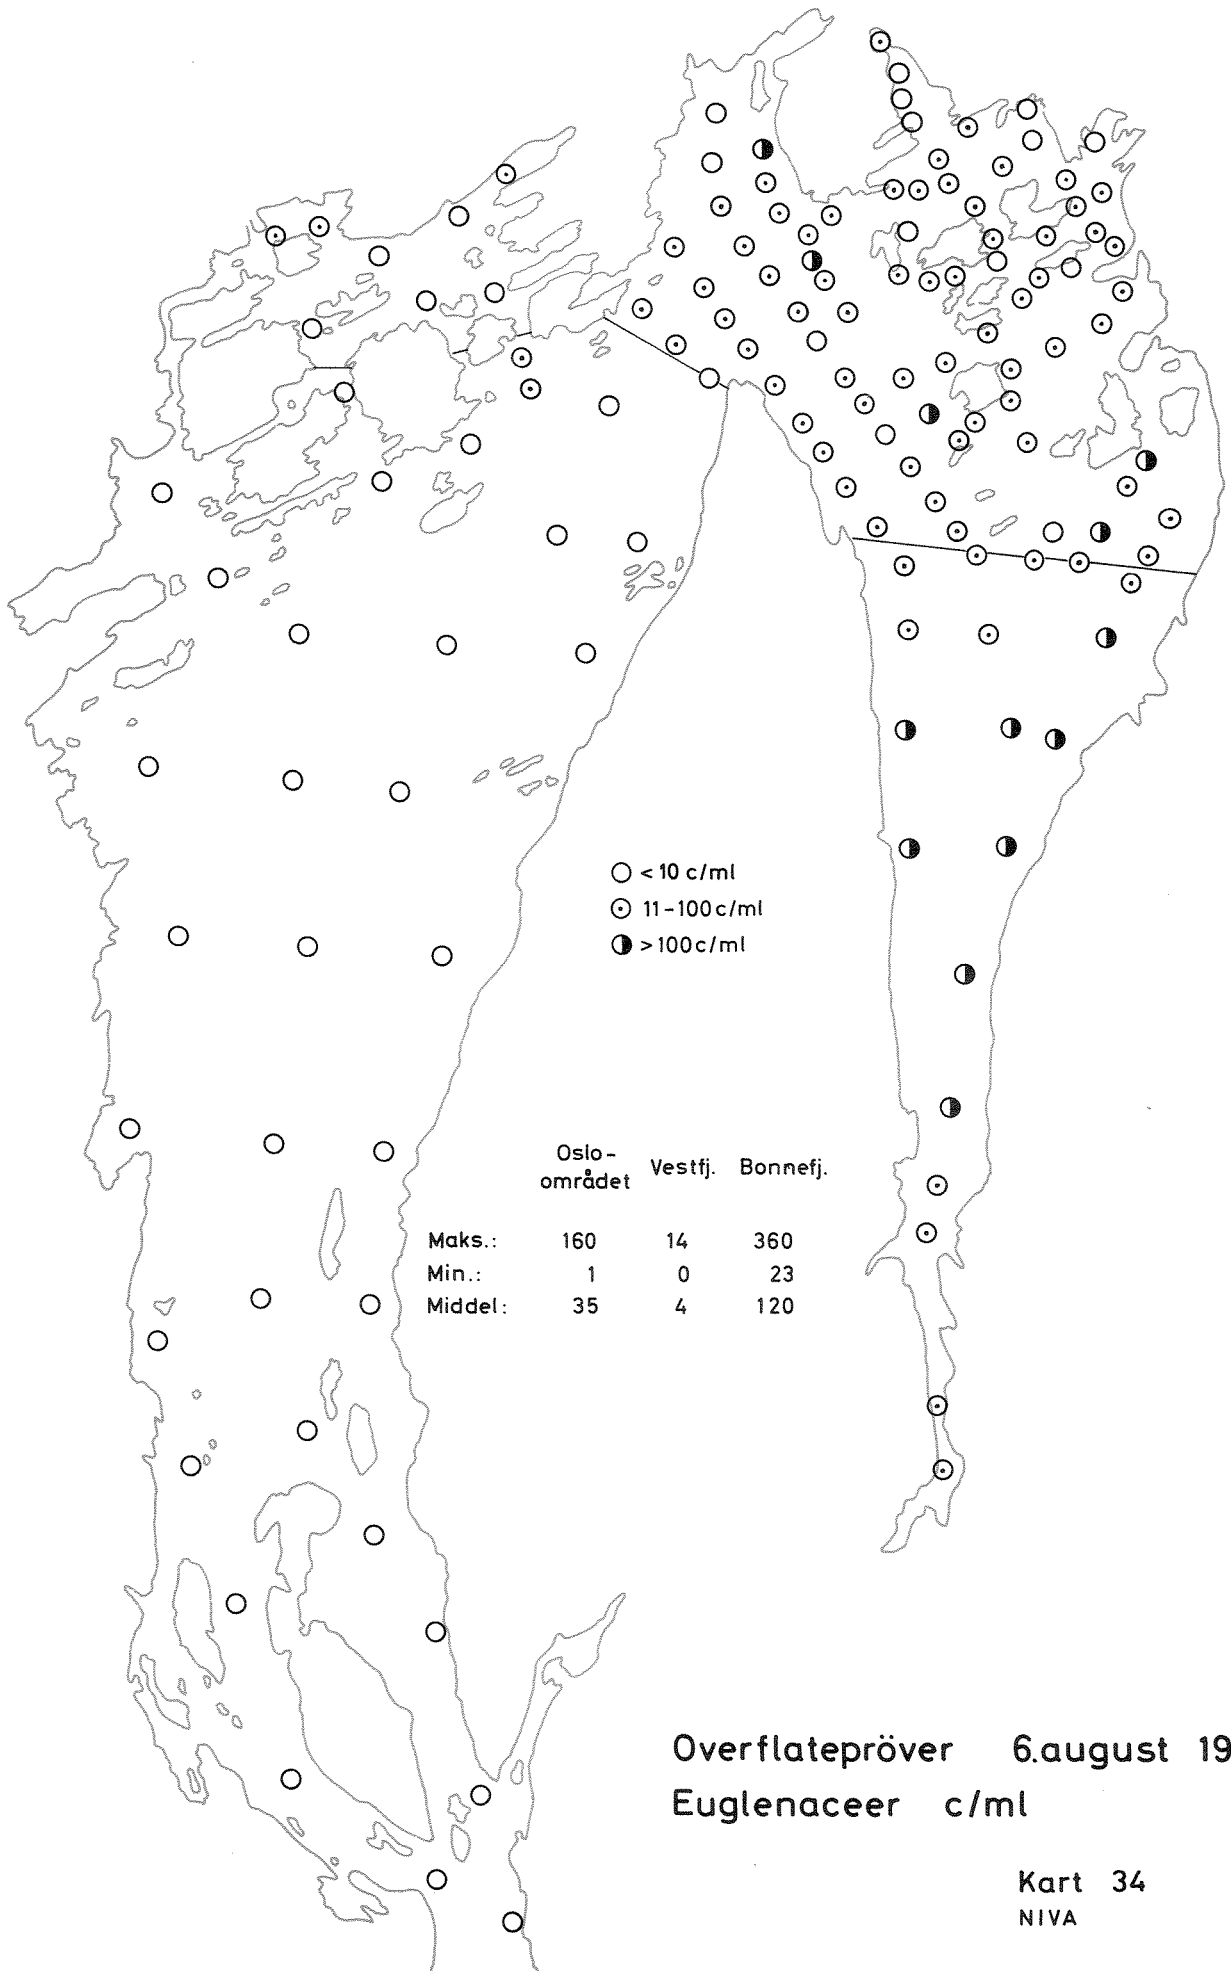 < 10 c/ml
11-100 c/ml
> 100 c/ml
Oslo-området Vestfj. Bonnefj.
Maks.: 160 14 360
Min.: 1 0 23
Middel: 35 4 120
Overflatepröver 6.august 19
Euglenaceer c/ml
Kart 34
NIVA